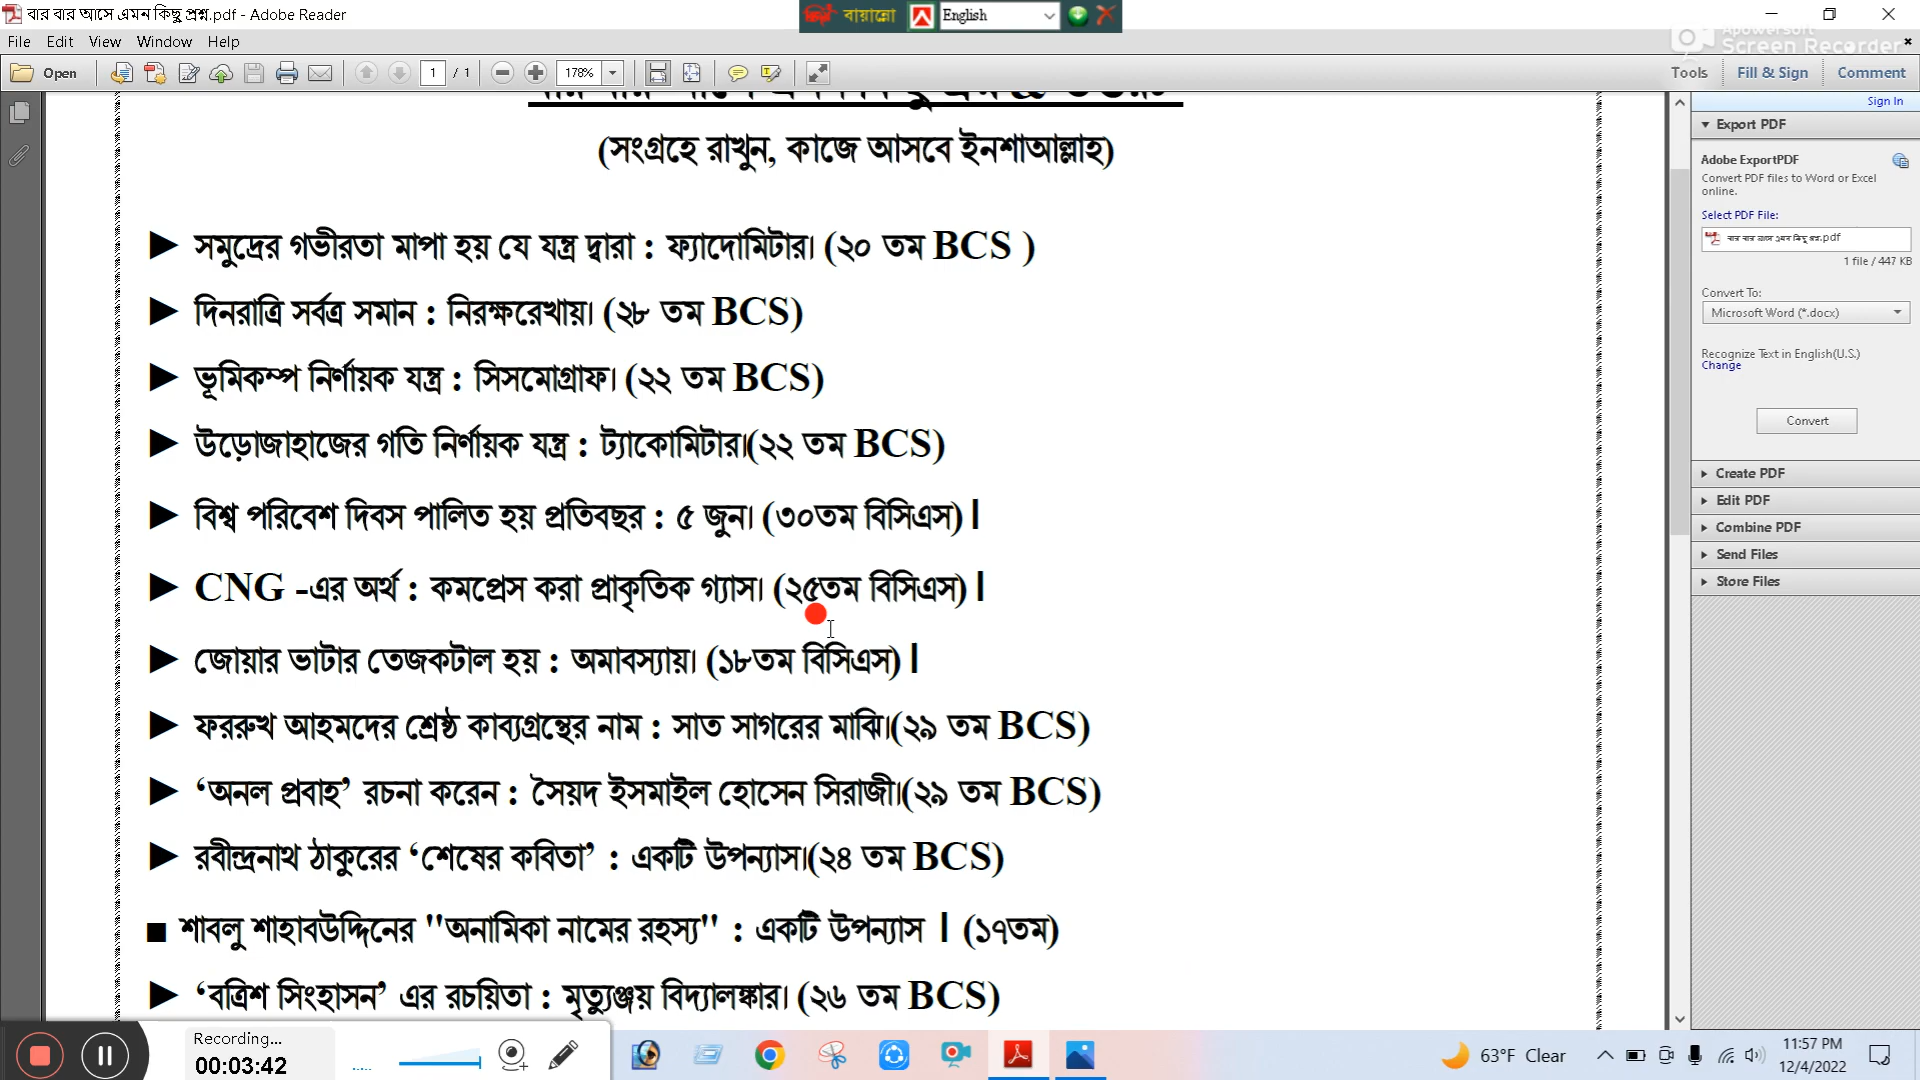 বার বার আসে এমন কিছু প্রশ্ন.pdf - Adobe Reader
বায়ান্নো English
File Edit View Window Help
Apowersoft
Screen Recorder
Open 1 / 1 178% Tools Fill & Sign Comment
Sign In
(সংগ্রহে রাখুন, কাজে আসবে ইনশাআল্লাহ)
► সমুদ্রের গভীরতা মাপা হয় যে যন্ত্র দ্বারা : ফ্যাদোমিটার। (২০ তম BCS )
► দিনরাত্রি সর্বত্র সমান : নিরক্ষরেখায়। (২৮ তম BCS)
► ভূমিকম্প নির্ণায়ক যন্ত্র : সিসমোগ্রাফ। (২২ তম BCS)
► উড়োজাহাজের গতি নির্ণায়ক যন্ত্র : ট্যাকোমিটার।(২২ তম BCS)
► বিশ্ব পরিবেশ দিবস পালিত হয় প্রতিবছর : ৫ জুন। (৩০তম বিসিএস) |
► CNG -এর অর্থ : কমপ্রেস করা প্রাকৃতিক গ্যাস। (২৫তম বিসিএস) |
► জোয়ার ভাটার তেজকটাল হয় : অমাবস্যায়। (১৮তম বিসিএস) |
► ফররুখ আহমদের শ্রেষ্ঠ কাব্যগ্রন্থের নাম : সাত সাগরের মাঝি।(২৯ তম BCS)
► ‘অনল প্রবাহ’ রচনা করেন : সৈয়দ ইসমাইল হোসেন সিরাজী।(২৯ তম BCS)
► রবীন্দ্রনাথ ঠাকুরের ‘শেষের কবিতা’ : একটি উপন্যাস।(২৪ তম BCS)
■ শাবলু শাহাবউদ্দিনের "অনামিকা নামের রহস্য" : একটি উপন্যাস | (১৭তম)
► ‘বত্রিশ সিংহাসন’ এর রচয়িতা : মৃত্যুঞ্জয় বিদ্যালঙ্কার। (২৬ তম BCS)
Export PDF
Adobe ExportPDF
Convert PDF files to Word or Excel
online.
Select PDF File:
বার বার আসে এমন কিছু প্রশ্ন.pdf
1 file / 447 KB
Convert To:
Microsoft Word (*.docx)
Recognize Text in English(U.S.)
Change
Convert
Create PDF
Edit PDF
Combine PDF
Send Files
Store Files
Recording...
00:03:42
63°F Clear
11:57 PM
12/4/2022